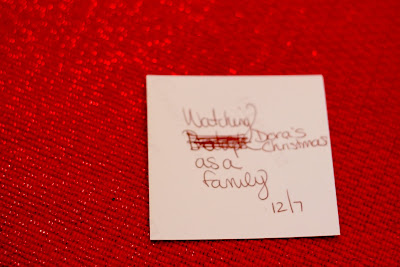 Watching
Dora's
Christmas
as a
family
12/7